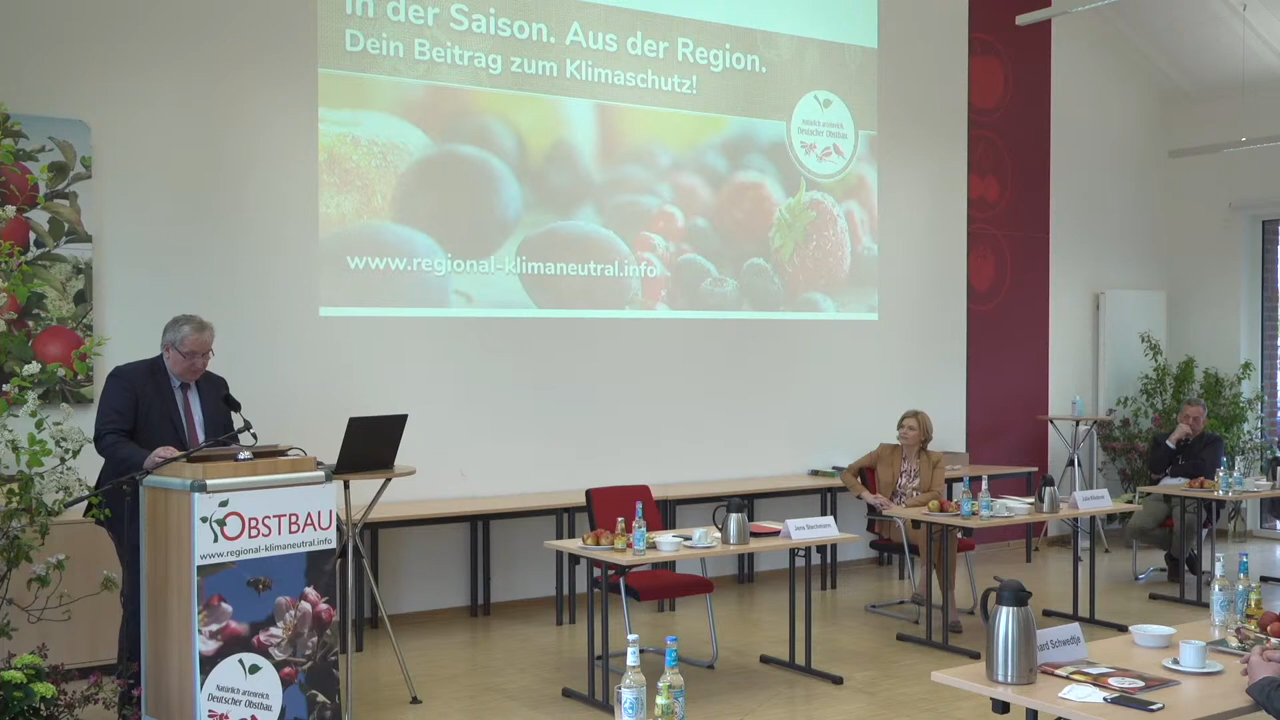 In der Saison. Aus der Region.
Dein Beitrag zum Klimaschutz!
Natürlich artenreich.
Deutscher Obstbau.
www.regional-klimaneutral.info
OBSTBAU
www.regional-klimaneutral.info
Natürlich artenreich.
Deutscher Obstbau.
Jens Stechmann
Julia Klöckner
hard Schwedtje